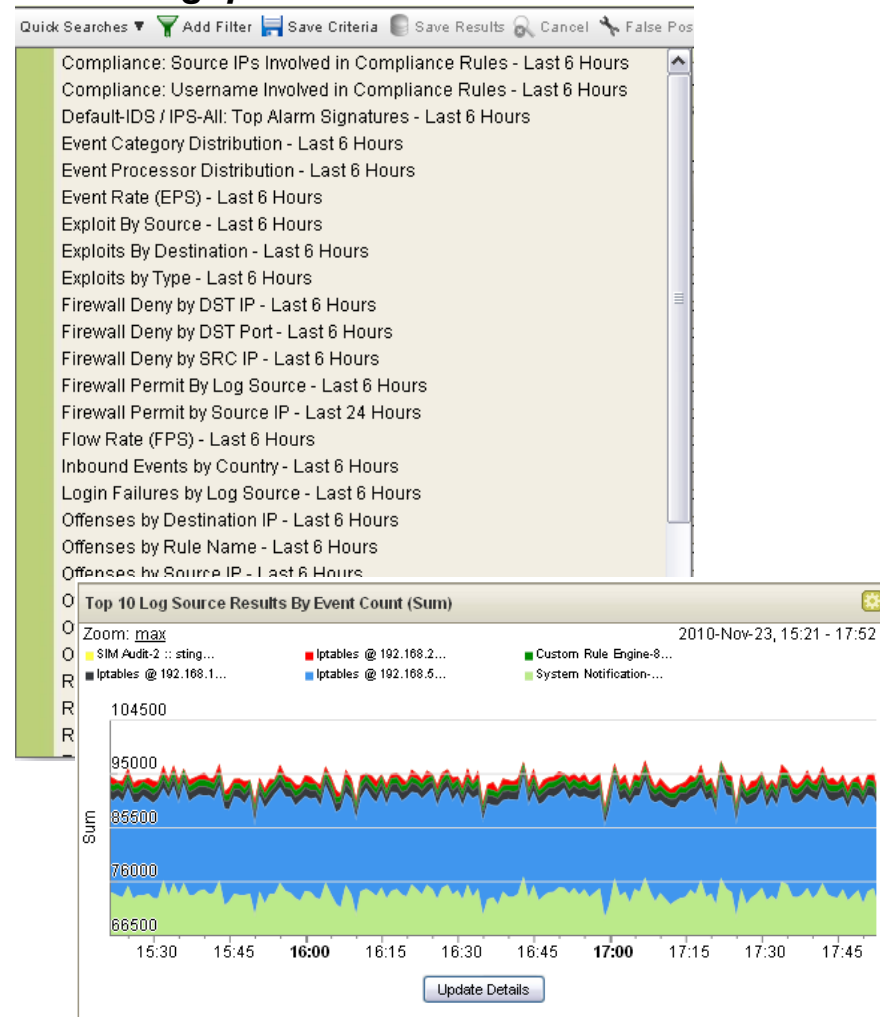 Quick Searches ▼ Add Filter Save Criteria Save Results Cancel False Pos
Compliance: Source IPs Involved in Compliance Rules - Last 6 Hours
Compliance: Username Involved in Compliance Rules - Last 6 Hours
Default-IDS / IPS-All: Top Alarm Signatures - Last 6 Hours
Event Category Distribution - Last 6 Hours
Event Processor Distribution - Last 6 Hours
Event Rate (EPS) - Last 6 Hours
Exploit By Source - Last 6 Hours
Exploits By Destination - Last 6 Hours
Exploits by Type - Last 6 Hours
Firewall Deny by DST IP - Last 6 Hours
Firewall Deny by DST Port - Last 6 Hours
Firewall Deny by SRC IP - Last 6 Hours
Firewall Permit By Log Source - Last 6 Hours
Firewall Permit by Source IP - Last 24 Hours
Flow Rate (FPS) - Last 6 Hours
Inbound Events by Country - Last 6 Hours
Login Failures by Log Source - Last 6 Hours
Offenses by Destination IP - Last 6 Hours
Offenses by Rule Name - Last 6 Hours
Offenses by Source IP - Last 6 Hours
O
O
O
R
R
R
Top 10 Log Source Results By Event Count (Sum)
Zoom: max 2010-Nov-23, 15:21 - 17:52
SIM Audit-2 :: sting... Iptables @ 192.168.2... Custom Rule Engine-8...
Iptables @ 192.168.1... Iptables @ 192.168.5... System Notification-...
104500
95000
85500
76000
66500
Sum
15:30 15:45 16:00 16:15 16:30 16:45 17:00 17:15 17:30 17:45
Update Details